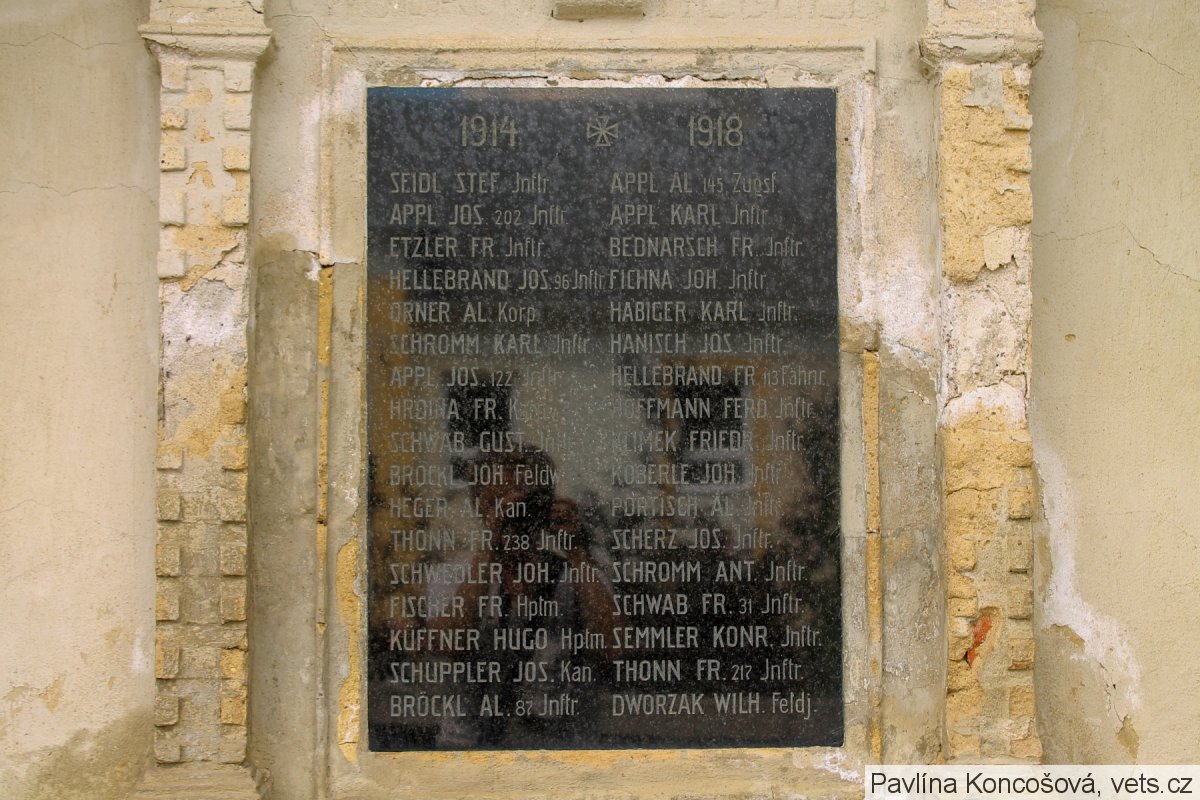 1914 1918
SEIDL STEF. Jnftr.
APPL JOS. 202 Jnftr.
ETZLER FR. Jnftr.
HELLEBRAND JOS. 96 Jnftr.
ORNER AL. Korp.
SCHROMM KARL Jnftr.
APPL JOS. 122 Jnftr.
HRDINA FR.
SCHWAB GUST.
BRÖCKL JOH. Feldw.
HEGER AL. Kan.
THONN FR. 238 Jnftr.
SCHWEDLER JOH. Jnftr.
FISCHER FR. Hptm.
KUFFNER HUGO Hptm.
SCHUPPLER JOS. Kan.
BRÖCKL AL. 87 Jnftr.
APPL AL. 145 Zugsf.
APPL KARL Jnftr.
BEDNARSCH FR. Jnftr.
FICHNA JOH. Jnftr.
HABIGER KARL Jnftr.
HANISCH JOS. Jnftr.
HELLEBRAND FR. 113 Fähnr.
HOFFMANN FERD. Jnftr.
KLIMEK FRIEDR. Jnftr.
KÖBERLE JOH. Jnftr.
PORTISCH AL. Jnftr.
SCHERZ JOS. Jnftr.
SCHROMM ANT. Jnftr.
SCHWAB FR. 31 Jnftr.
SEMMLER KONR. Jnftr.
THONN FR. 217 Jnftr.
DWORZAK WILH. Feldj.
Pavlína Koncošová, vets.cz